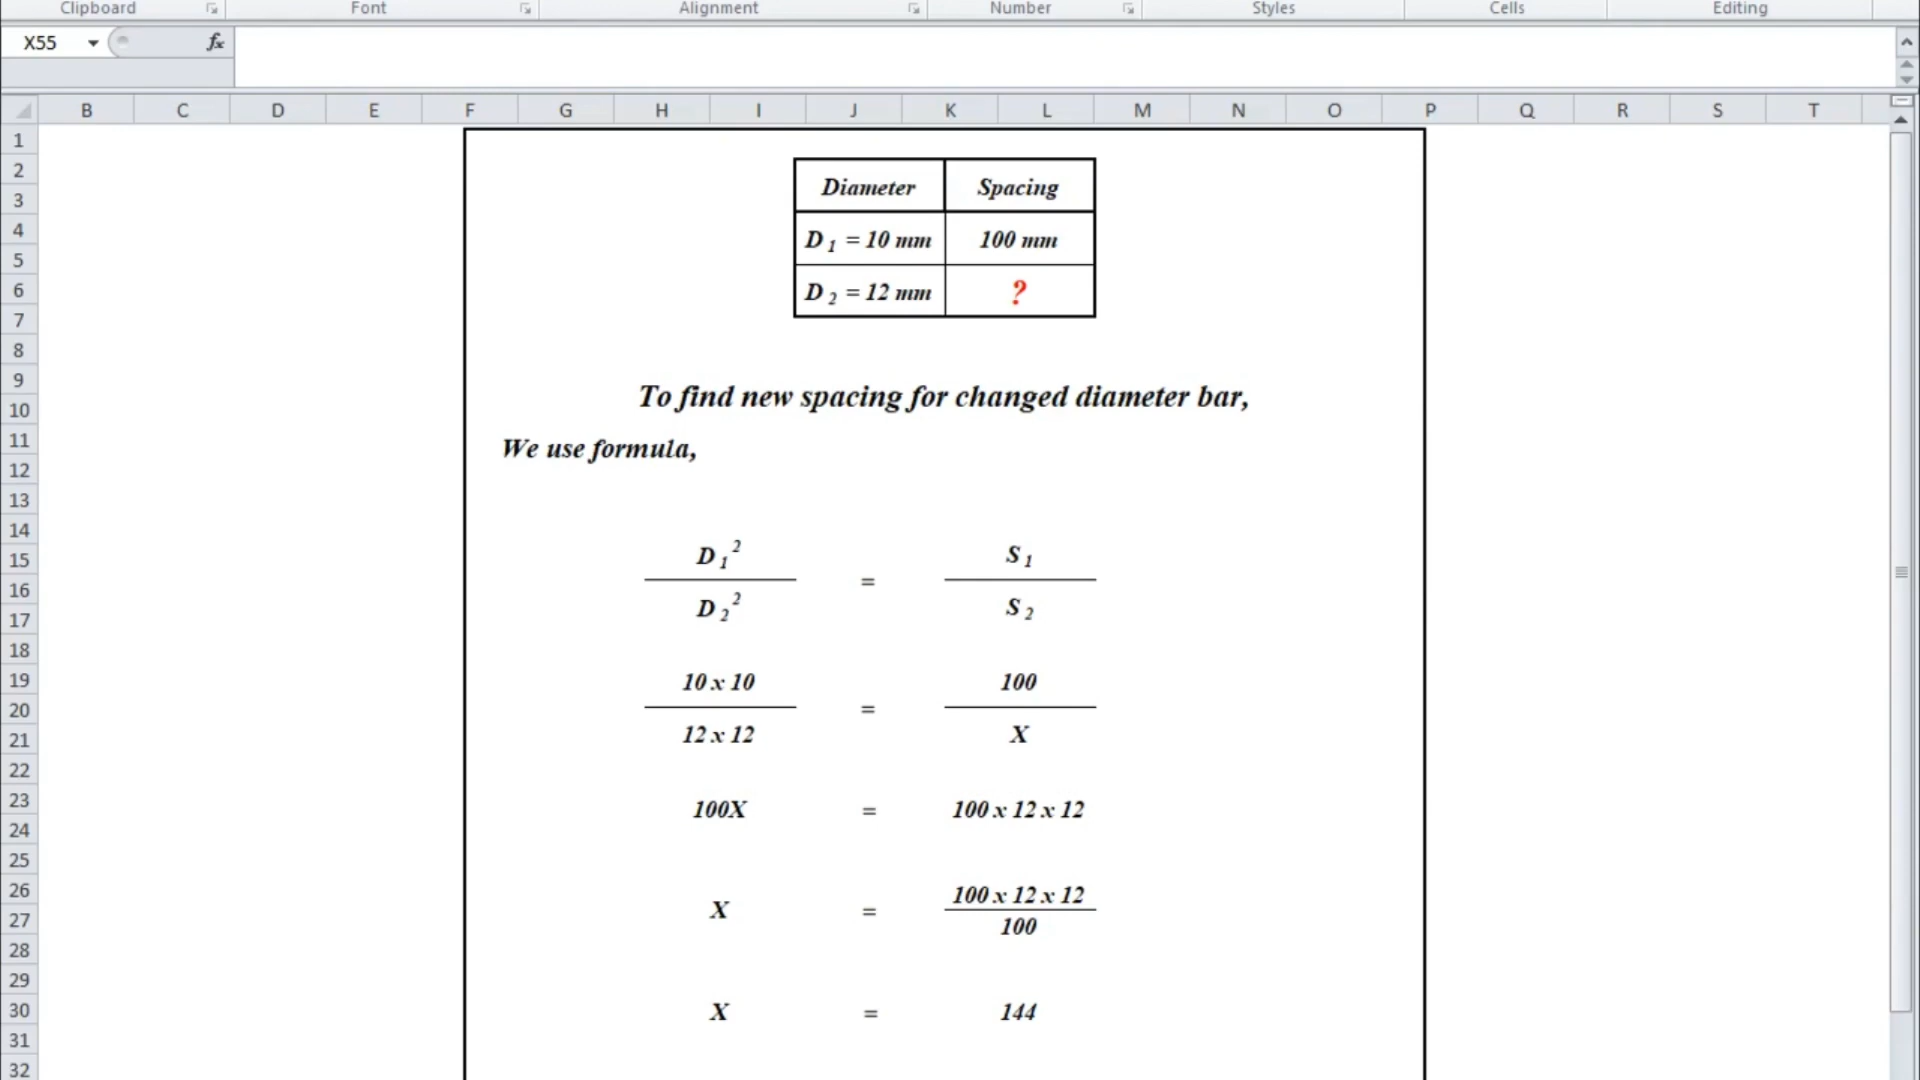 Clipboard Font Alignment Number Styles Cells Editing
X55 fx
B C D E F G H I J K L M N O P Q R S T
1
2
3
4
5
6
7
8
9
10
11
12
13
14
15
16
17
18
19
20
21
22
23
24
25
26
27
28
29
30
31
32
Diameter Spacing
D 1 = 10 mm 100 mm
D 2 = 12 mm ?
To find new spacing for changed diameter bar,
We use formula,
D 1 2 S 1
=
D 2 2 S 2
10 x 10 100
=
12 x 12 X
100X = 100 x 12 x 12
100 x 12 x 12
X =
100
X = 144